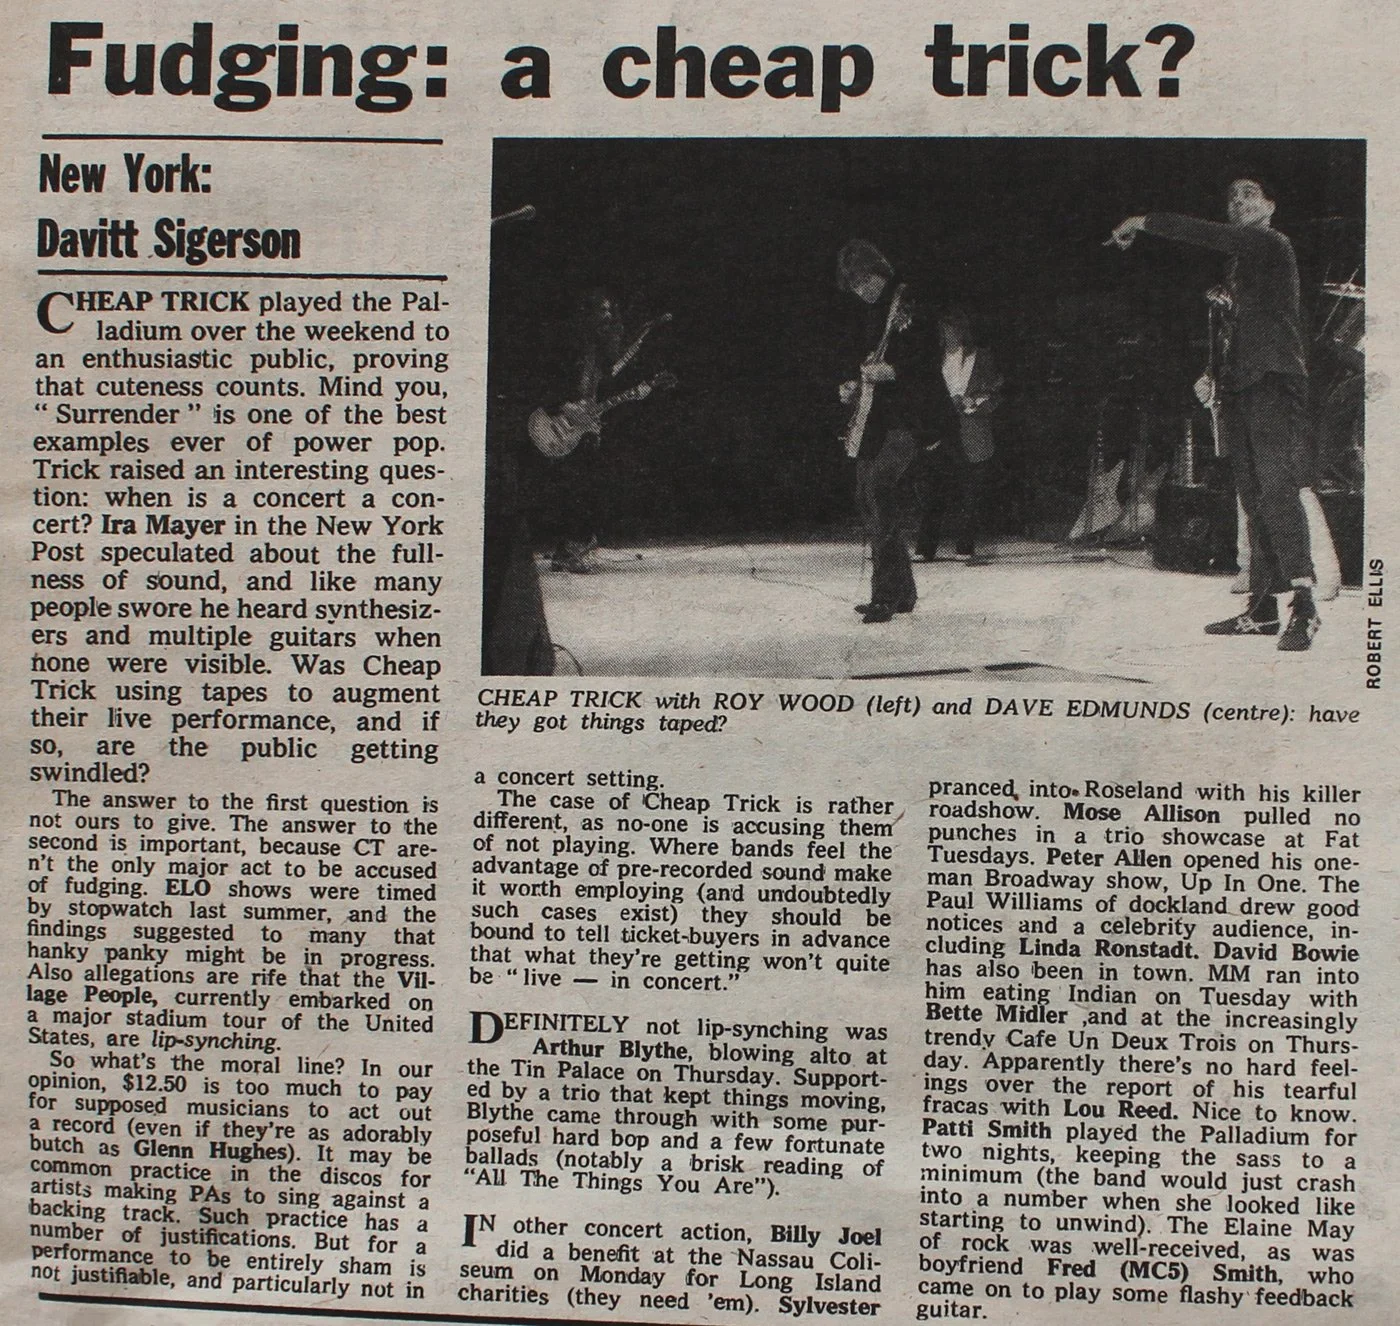 Fudging: a cheap trick?
New York:
Davitt Sigerson
CHEAP TRICK played the Pal-
ladium over the weekend to
an enthusiastic public, proving
that cuteness counts. Mind you,
" Surrender " is one of the best
examples ever of power pop.
Trick raised an interesting ques-
tion: when is a concert a con-
cert? Ira Mayer in the New York
Post speculated about the full-
ness of sound, and like many
people swore he heard synthesiz-
ers and multiple guitars when
none were visible. Was Cheap
Trick using tapes to augment
their live performance, and if
so, are the public getting
swindled?
The answer to the first question is
not ours to give. The answer to the
second is important, because CT are-
n't the only major act to be accused
of fudging. ELO shows were timed
by stopwatch last summer, and the
findings suggested to many that
hanky panky might be in progress.
Also allegations are rife that the Vil-
lage People, currently embarked on
a major stadium tour of the United
States, are lip-synching.
So what's the moral line? In our
opinion, $12.50 is too much to pay
for supposed musicians to act out
a record (even if they're as adorably
butch as Glenn Hughes). It may be
common practice in the discos for
artists making PAs to sing against a
backing track. Such practice has a
number of justifications. But for a
performance to be entirely sham is
not justifiable, and particularly not in
ROBERT ELLIS
CHEAP TRICK with ROY WOOD (left) and DAVE EDMUNDS (centre): have
they got things taped?
a concert setting.
The case of Cheap Trick is rather
different, as no-one is accusing them
of not playing. Where bands feel the
advantage of pre-recorded sound make
it worth employing (and undoubtedly
such cases exist) they should be
bound to tell ticket-buyers in advance
that what they're getting won't quite
be " live — in concert."
DEFINITELY not lip-synching was
Arthur Blythe, blowing alto at
the Tin Palace on Thursday. Support-
ed by a trio that kept things moving,
Blythe came through with some pur-
poseful hard bop and a few fortunate
ballads (notably a brisk reading of
"All The Things You Are").
IN other concert action, Billy Joel
did a benefit at the Nassau Coli-
seum on Monday for Long Island
charities (they need 'em). Sylvester
pranced into Roseland with his killer
roadshow. Mose Allison pulled no
punches in a trio showcase at Fat
Tuesdays. Peter Allen opened his one-
man Broadway show, Up In One. The
Paul Williams of dockland drew good
notices and a celebrity audience, in-
cluding Linda Ronstadt. David Bowie
has also been in town. MM ran into
him eating Indian on Tuesday with
Bette Midler ,and at the increasingly
trendy Cafe Un Deux Trois on Thurs-
day. Apparently there's no hard feel-
ings over the report of his tearful
fracas with Lou Reed. Nice to know.
Patti Smith played the Palladium for
two nights, keeping the sass to a
minimum (the band would just crash
into a number when she looked like
starting to unwind). The Elaine May
of rock was well-received, as was
boyfriend Fred (MC5) Smith, who
came on to play some flashy feedback
guitar.